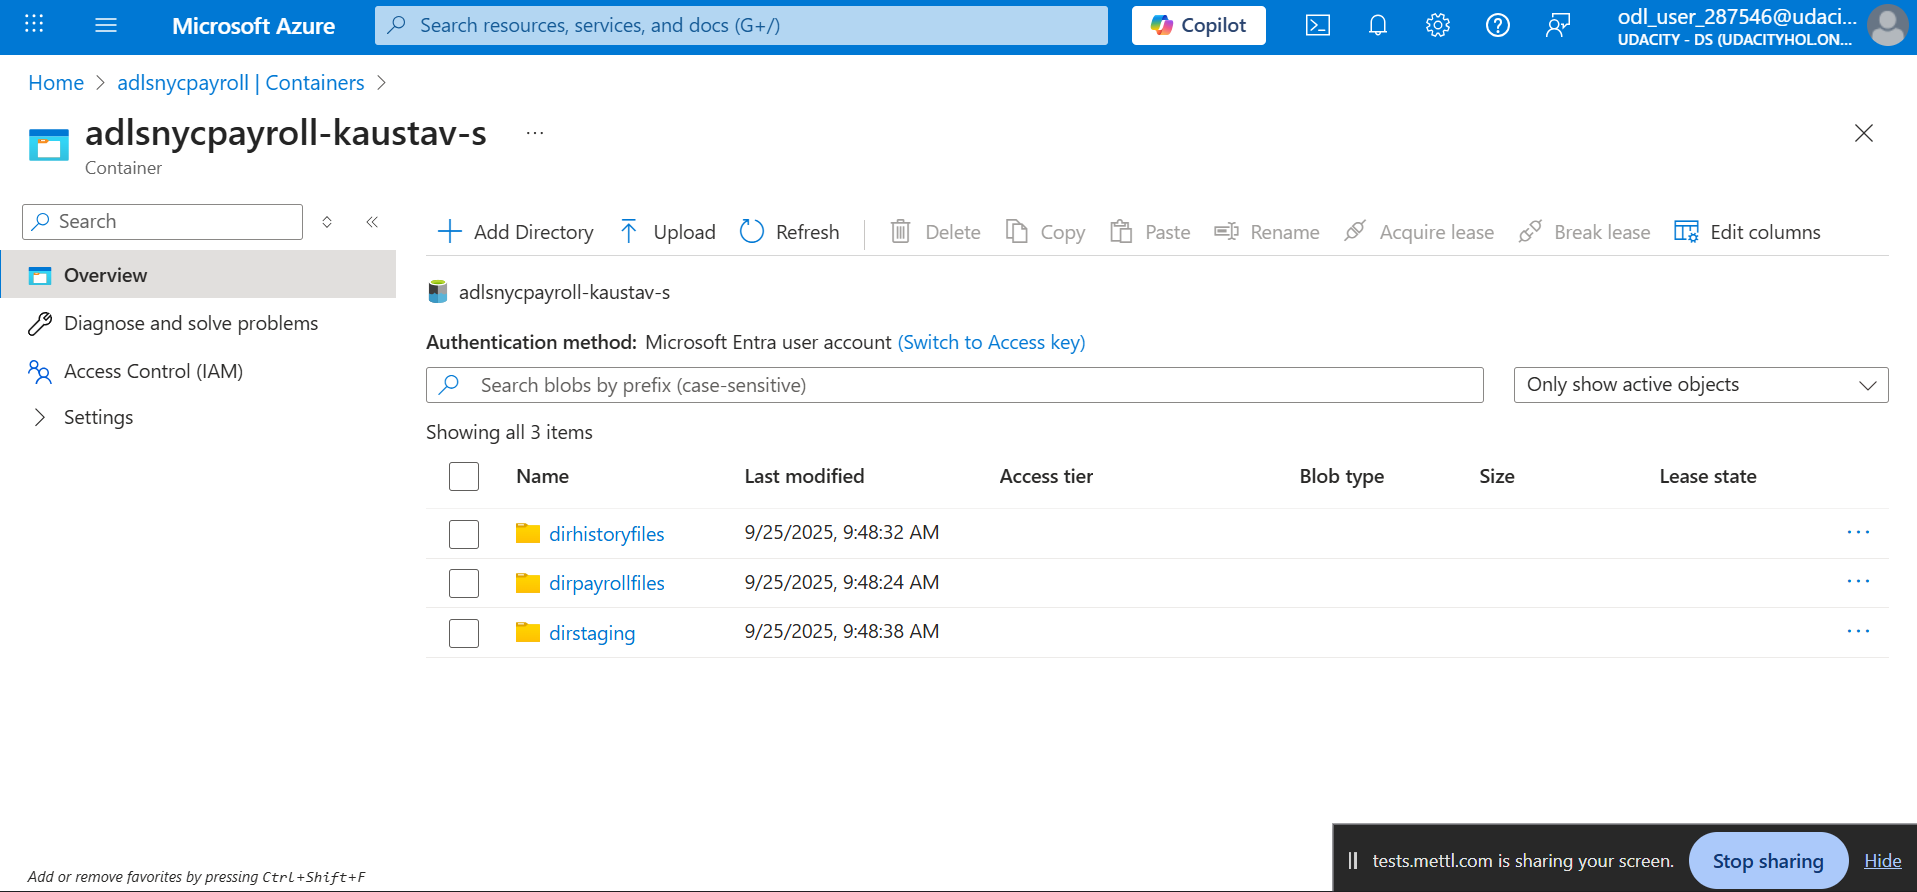 Microsoft Azure
Search resources, services, and docs (G+/)
Copilot
odl_user_287546@udaci...
UDACITY - DS (UDACITYHOL.ON...
Home > adlsnycpayroll | Containers >
adlsnycpayroll-kaustav-s ...
Container
Search
Overview
Diagnose and solve problems
Access Control (IAM)
Settings
Add Directory Upload Refresh Delete Copy Paste Rename Acquire lease Break lease Edit columns
adlsnycpayroll-kaustav-s
Authentication method: Microsoft Entra user account (Switch to Access key)
Search blobs by prefix (case-sensitive)
Only show active objects
Showing all 3 items
Name Last modified Access tier Blob type Size Lease state
dirhistoryfiles 9/25/2025, 9:48:32 AM ...
dirpayrollfiles 9/25/2025, 9:48:24 AM ...
dirstaging 9/25/2025, 9:48:38 AM ...
Add or remove favorites by pressing Ctrl+Shift+F
tests.mettl.com is sharing your screen. Stop sharing Hide